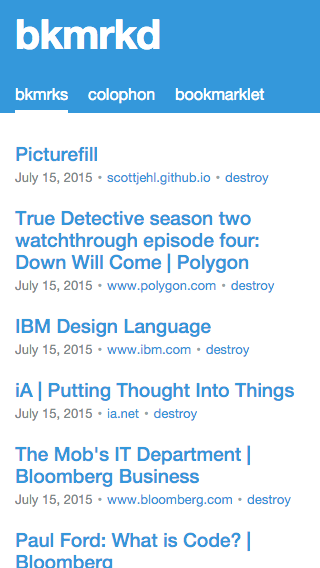 bkmrkd
bkmrks colophon bookmarklet
Picturefill
July 15, 2015 • scottjehl.github.io • destroy
True Detective season two
watchthrough episode four:
Down Will Come | Polygon
July 15, 2015 • www.polygon.com • destroy
IBM Design Language
July 15, 2015 • www.ibm.com • destroy
iA | Putting Thought Into Things
July 15, 2015 • ia.net • destroy
The Mob's IT Department |
Bloomberg Business
July 15, 2015 • www.bloomberg.com • destroy
Paul Ford: What is Code? |
Bloomberg